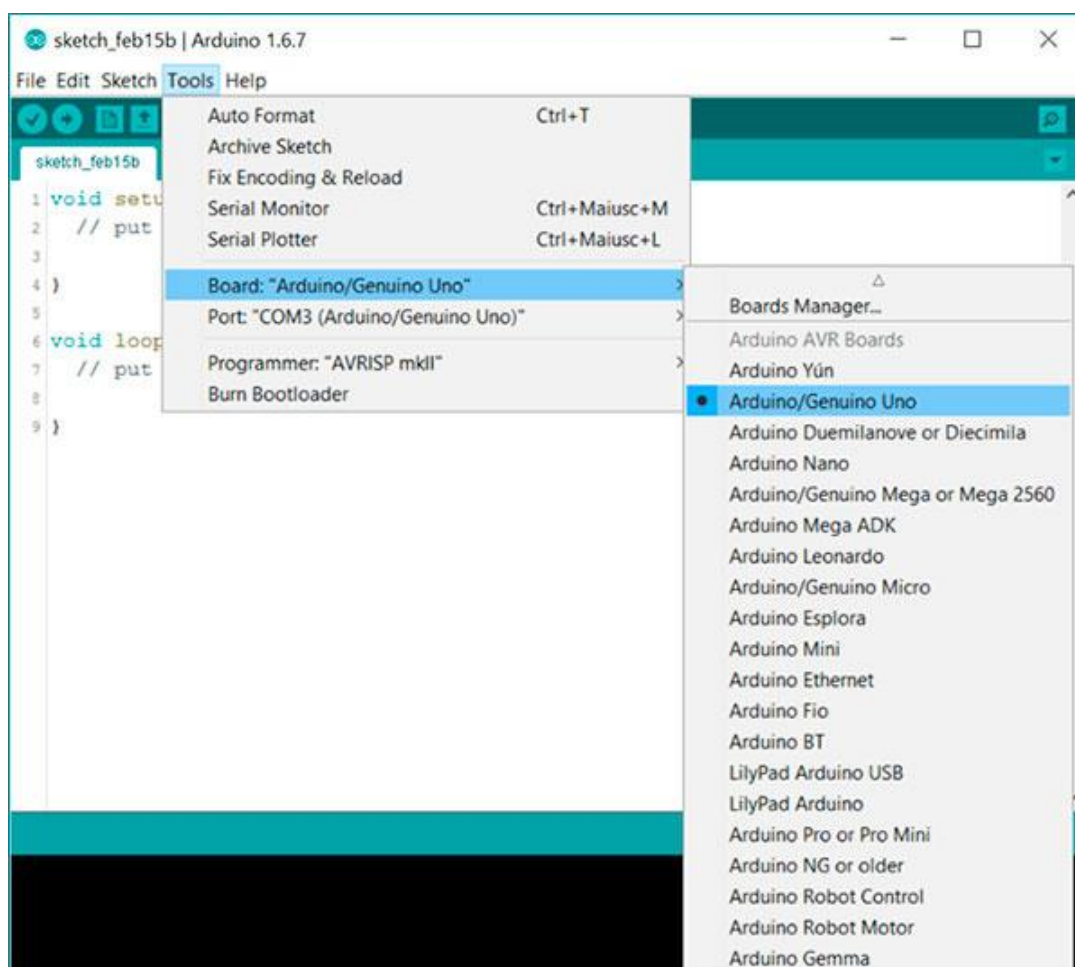 sketch_feb15b | Arduino 1.6.7
File Edit Sketch Tools Help
sketch_feb15b
1 void setu
2 // put
3
4 }
5
6 void loop
7 // put
8
9 }
Auto Format Ctrl+T
Archive Sketch
Fix Encoding & Reload
Serial Monitor Ctrl+Maiusc+M
Serial Plotter Ctrl+Maiusc+L
Board: "Arduino/Genuino Uno"
Port: "COM3 (Arduino/Genuino Uno)"
Programmer: "AVRISP mkII"
Burn Bootloader
Boards Manager...
Arduino AVR Boards
Arduino Yún
Arduino/Genuino Uno
Arduino Duemilanove or Diecimila
Arduino Nano
Arduino/Genuino Mega or Mega 2560
Arduino Mega ADK
Arduino Leonardo
Arduino/Genuino Micro
Arduino Esplora
Arduino Mini
Arduino Ethernet
Arduino Fio
Arduino BT
LilyPad Arduino USB
LilyPad Arduino
Arduino Pro or Pro Mini
Arduino NG or older
Arduino Robot Control
Arduino Robot Motor
Arduino Gemma